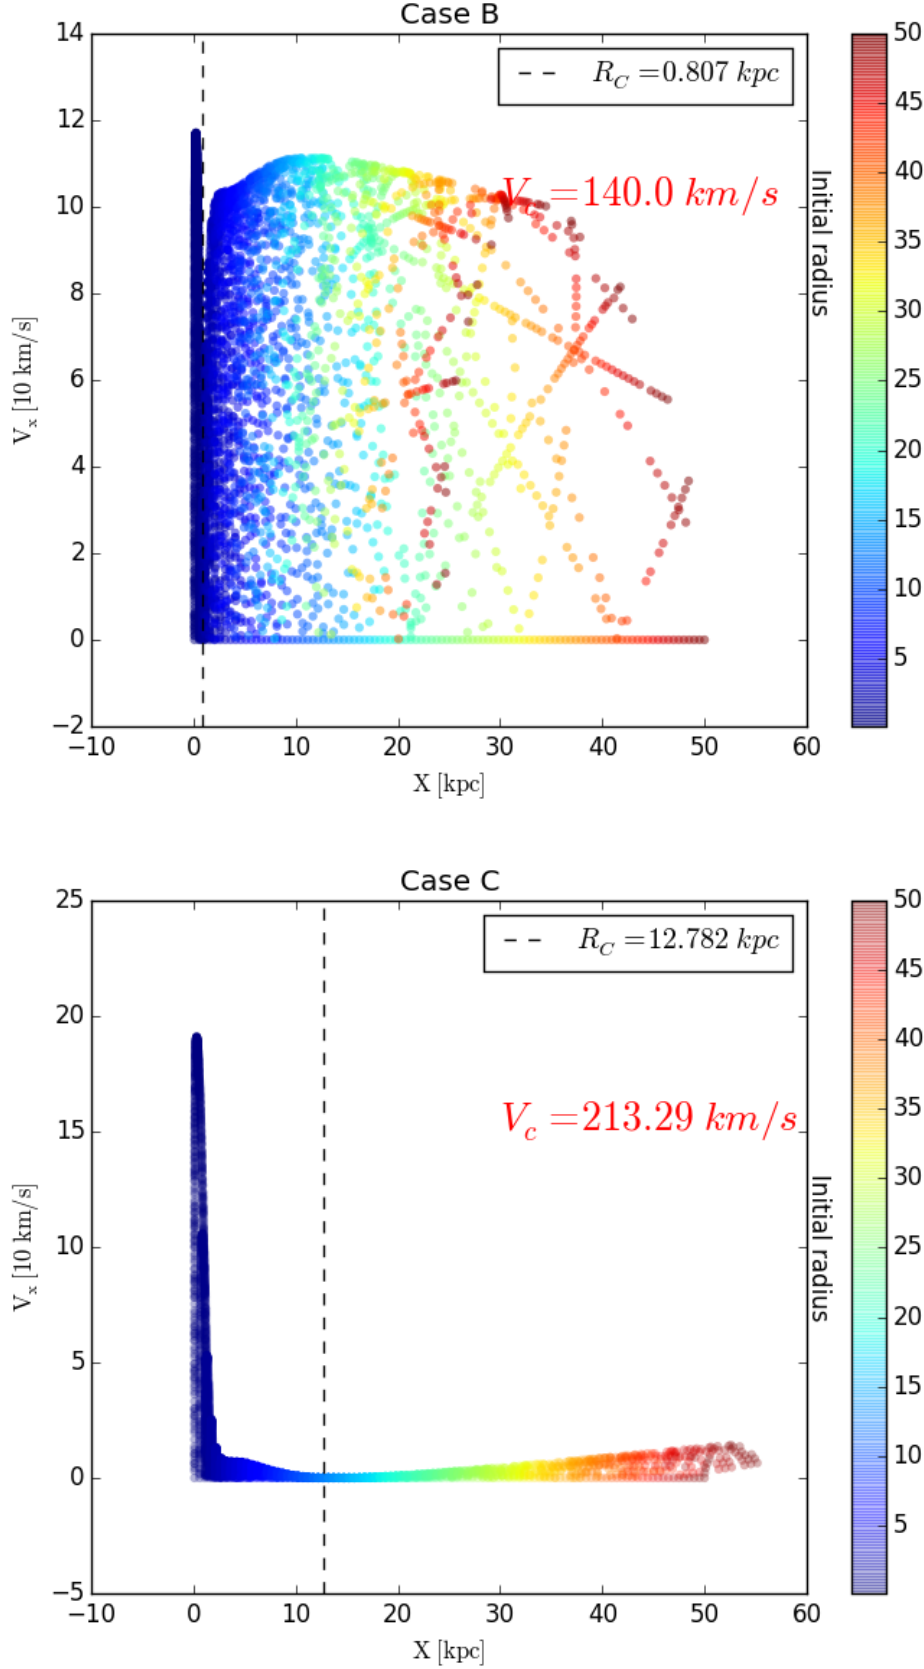 Case B
14
12
10
8
6
4
2
0
−2
−10 0 10 20 30 40 50 60
V_x [10 km/s]
X [kpc]
R_C = 0.807 kpc
V_c = 140.0 km/s
Initial radius
50
45
40
35
30
25
20
15
10
5
Case C
25
20
15
10
5
0
−5
−10 0 10 20 30 40 50 60
V_x [10 km/s]
X [kpc]
R_C = 12.782 kpc
V_c = 213.29 km/s
Initial radius
50
45
40
35
30
25
20
15
10
5